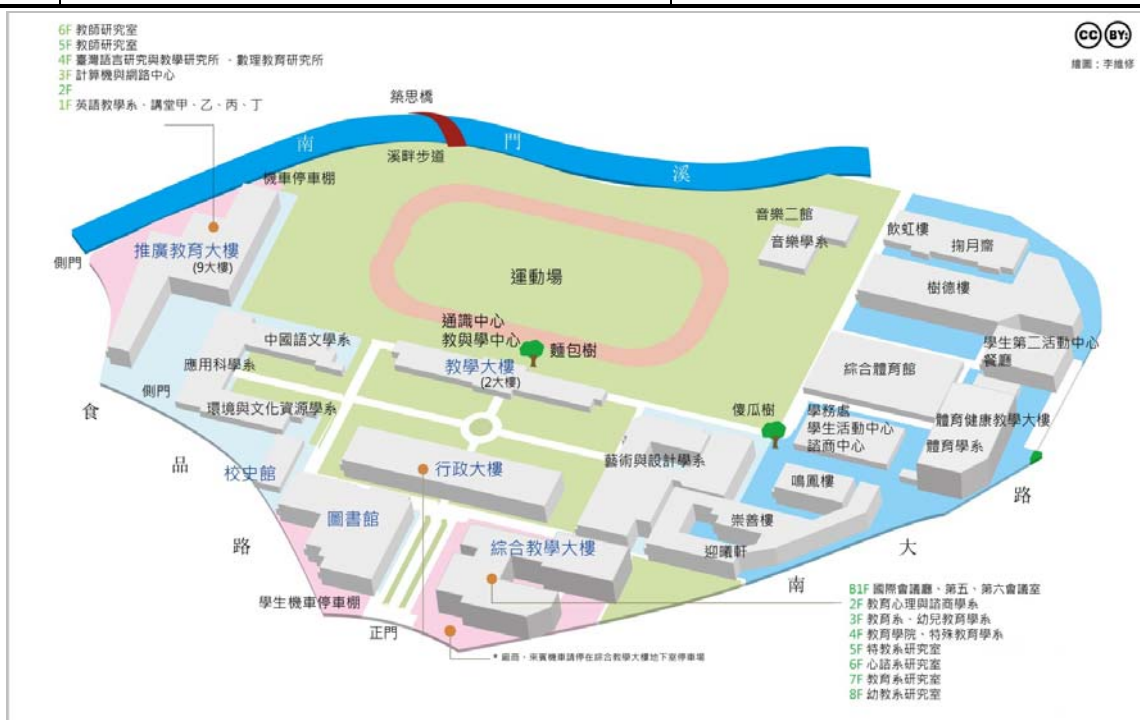 6F 教師研究室
5F 教師研究室
4F 臺灣語言研究與教學研究所、數理教育研究所
3F 計算機與網路中心
2F
1F 英語教學系、講堂甲、乙、丙、丁
CC BY:
繪圖：李維修
築思橋
南 門 溪
溪畔步道
機車停車棚
推廣教育大樓
(9大樓)
側門
音樂二館
音樂學系
飲虹樓
掬月齋
樹德樓
運動場
通識中心
教與學中心
教學大樓
(2大樓)
麵包樹
中國語文學系
應用科學系
側門
環境與文化資源學系
學生第二活動中心
餐廳
綜合體育館
傻瓜樹
學務處
學生活動中心
諮商中心
體育健康教學大樓
體育學系
食 品 路
校史館
行政大樓
藝術與設計學系
鳴鳳樓
圖書館
綜合教學大樓
崇善樓
迎曦軒
南 大 路
學生機車停車棚
正門
* 廠商、來賓機車請停在綜合教學大樓地下室停車場
B1F 國際會議廳、第五、第六會議室
2F 教育心理與諮商學系
3F 教育系、幼兒教育學系
4F 教育學院、特殊教育學系
5F 特教系研究室
6F 心諮系研究室
7F 教育系研究室
8F 幼教系研究室